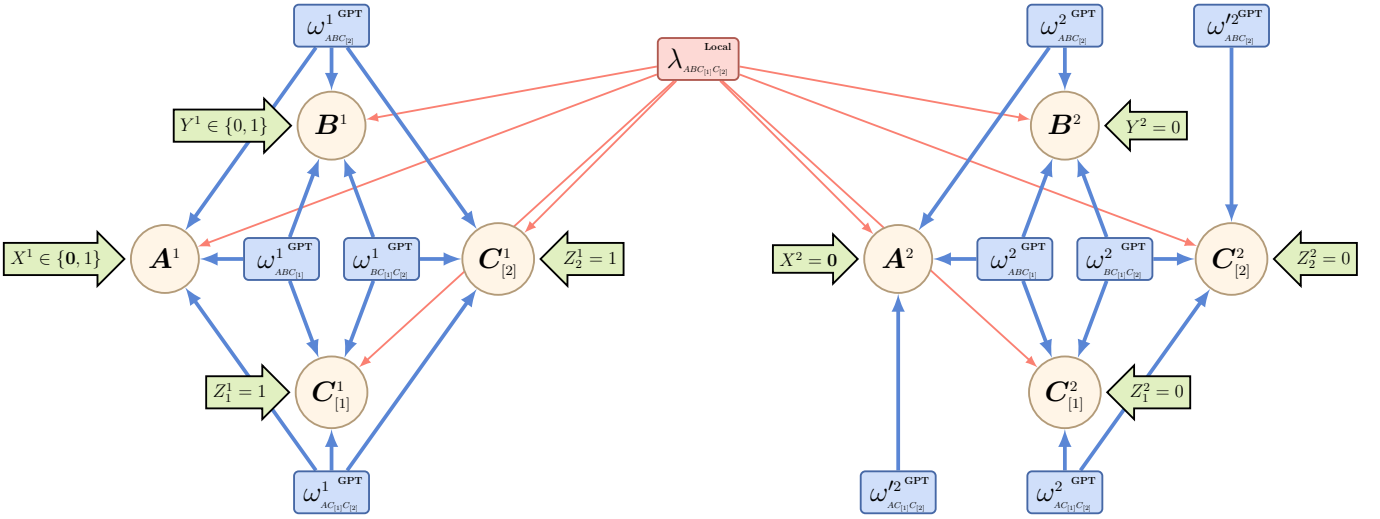 ω¹ GPT ABC[2]
ω² GPT ABC[2]
ω′² GPT ABC[2]
λ Local ABC[1]C[2]
Y¹ ∈ {0, 1}
B¹
B²
Y² = 0
X¹ ∈ {0, 1}
A¹
ω¹ GPT ABC[1]
ω¹ GPT BC[1]C[2]
C¹[2]
Z¹₂ = 1
X² = 0
A²
ω² GPT ABC[1]
ω² GPT BC[1]C[2]
C²[2]
Z²₂ = 0
Z¹₁ = 1
C¹[1]
C²[1]
Z²₁ = 0
ω¹ GPT AC[1]C[2]
ω′² GPT AC[1]C[2]
ω² GPT AC[1]C[2]